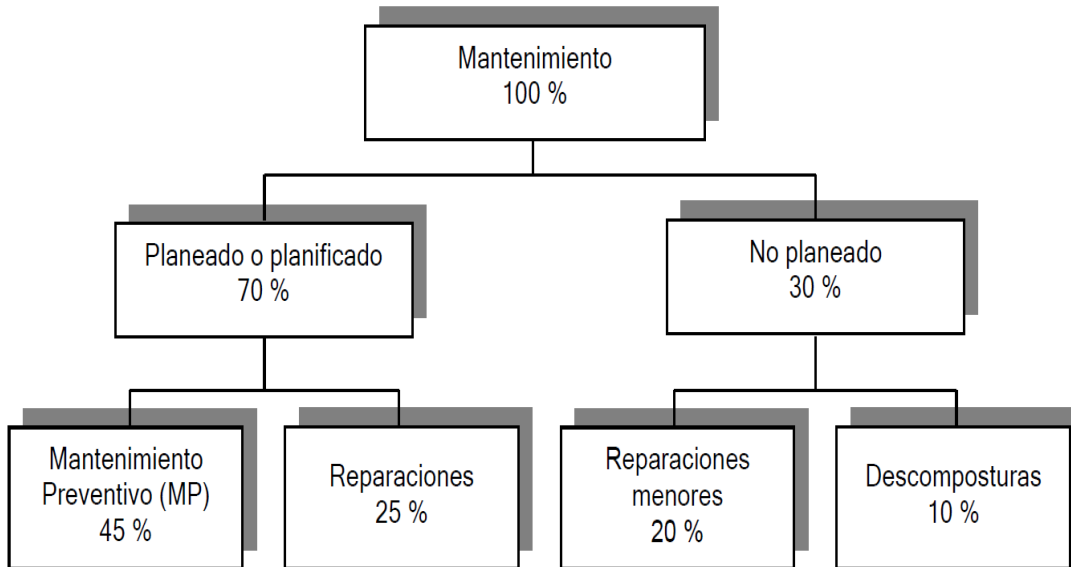 Mantenimiento
100 %
Planeado o planificado
70 %
No planeado
30 %
Mantenimiento
Preventivo (MP)
45 %
Reparaciones
25 %
Reparaciones
menores
20 %
Descomposturas
10 %